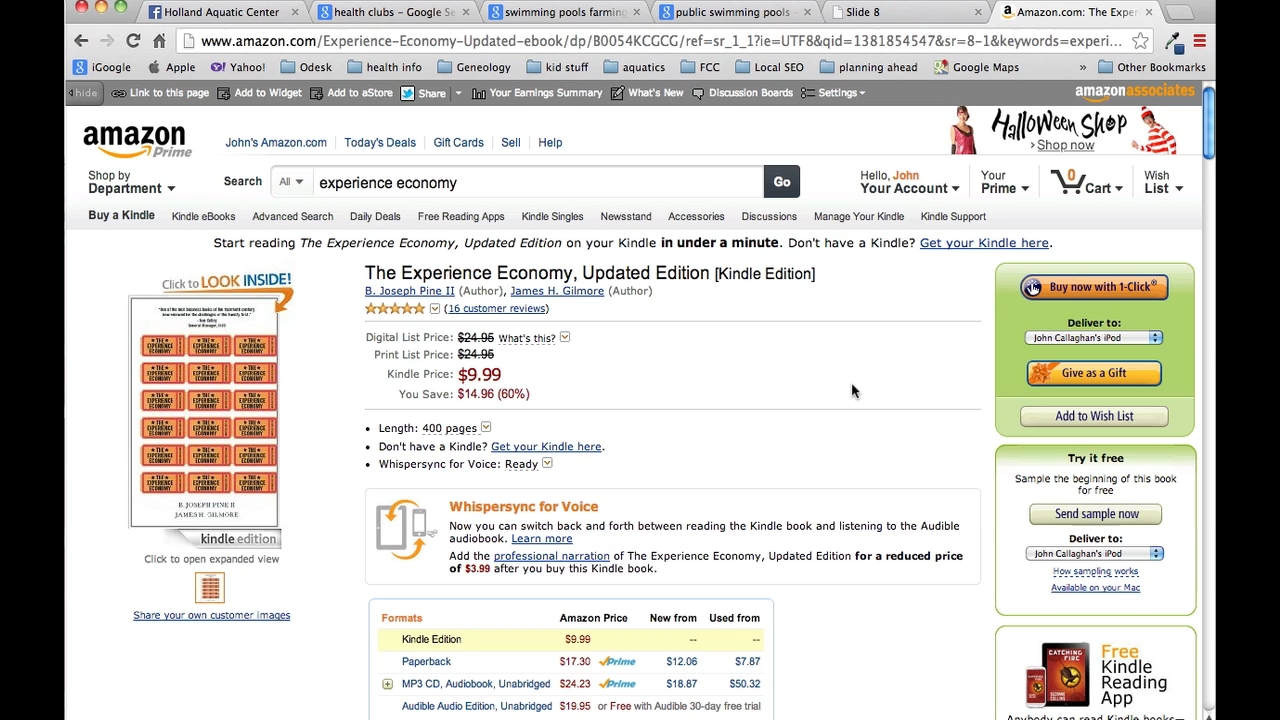 Holland Aquatic Center
health clubs – Google Se
swimming pools farming
public swimming pools –
Slide 8
Amazon.com: The Exper
www.amazon.com/Experience-Economy-Updated-ebook/dp/B0054KCGCG/ref=sr_1_1?ie=UTF8&qid=1381854547&sr=8-1&keywords=experi...
iGoogle Apple Yahoo! Odesk health info Geneology kid stuff aquatics FCC Local SEO planning ahead Google Maps » Other Bookmarks
hide Link to this page Add to Widget Add to aStore Share Your Earnings Summary What's New Discussion Boards Settings amazonassociates
amazon Prime
John's Amazon.com Today's Deals Gift Cards Sell Help
Halloween Shop
› Shop now
Shop by
Department
Search All experience economy Go
Hello, John
Your Account
Your
Prime
0
Cart
Wish
List
Buy a Kindle Kindle eBooks Advanced Search Daily Deals Free Reading Apps Kindle Singles Newsstand Accessories Discussions Manage Your Kindle Kindle Support
Start reading The Experience Economy, Updated Edition on your Kindle in under a minute. Don't have a Kindle? Get your Kindle here.
Click to LOOK INSIDE!
THE EXPERIENCE ECONOMY
B. JOSEPH PINE II
JAMES H. GILMORE
kindle edition
Click to open expanded view
Share your own customer images
The Experience Economy, Updated Edition [Kindle Edition]
B. Joseph Pine II (Author), James H. Gilmore (Author)
(16 customer reviews)
Digital List Price: $24.95 What's this?
Print List Price: $24.95
Kindle Price: $9.99
You Save: $14.96 (60%)
• Length: 400 pages
• Don't have a Kindle? Get your Kindle here.
• Whispersync for Voice: Ready
Whispersync for Voice
Now you can switch back and forth between reading the Kindle book and listening to the Audible
audiobook. Learn more
Add the professional narration of The Experience Economy, Updated Edition for a reduced price
of $3.99 after you buy this Kindle book.
Formats Amazon Price New from Used from
Kindle Edition $9.99 -- --
Paperback $17.30 Prime $12.06 $7.87
MP3 CD, Audiobook, Unabridged $24.23 Prime $18.87 $50.32
Audible Audio Edition, Unabridged $19.95 or Free with Audible 30-day free trial
Buy now with 1-Click®
Deliver to:
John Callaghan's iPod
Give as a Gift
Add to Wish List
Try it free
Sample the beginning of this book
for free
Send sample now
Deliver to:
John Callaghan's iPod
How sampling works
Available on your Mac
CATCHING FIRE
Free
Kindle
Reading
App
Anybody can read Kindle books—